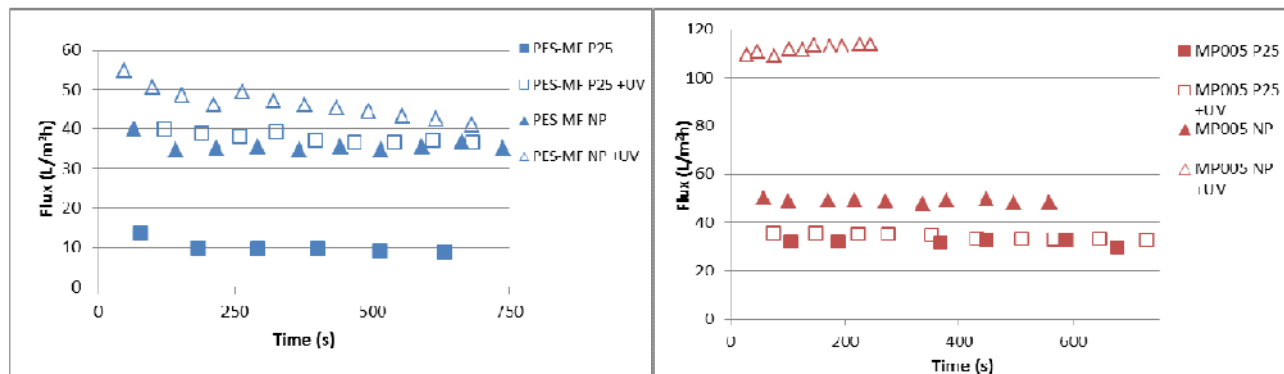 60
50
40
30
20
10
0
0
250
500
750
Flux (L/m²h)
Time (s)
PES-MF P25
PES-MF P25 +UV
PES-MF NP
PES-MF NP +UV
120
100
80
60
40
20
0
0
200
400
600
Flux (L/m²h)
Time (s)
MP005 P25
MP005 P25
+UV
MP005 NP
MP005 NP
+UV